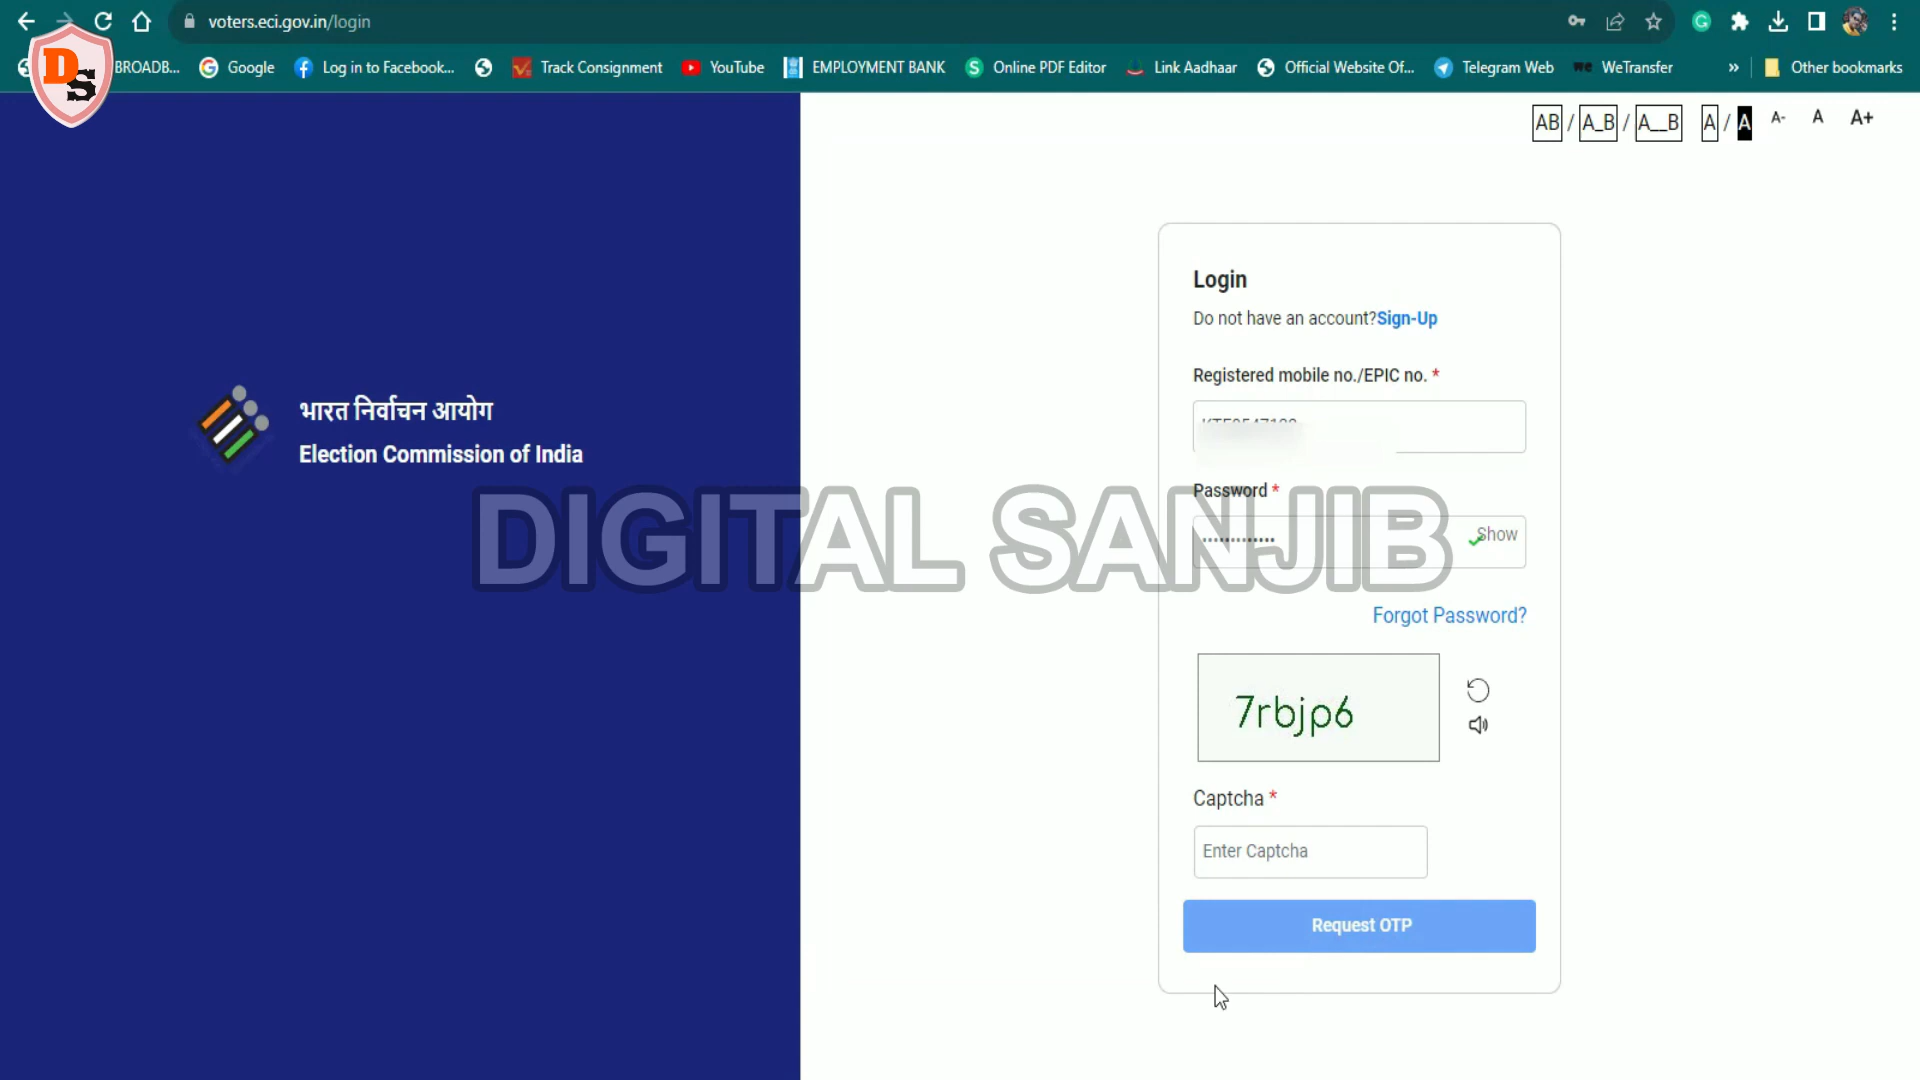 voters.eci.gov.in/login
DS
BROADB...
Google
Log in to Facebook...
Track Consignment
YouTube
EMPLOYMENT BANK
Online PDF Editor
Link Aadhaar
Official Website Of...
Telegram Web
WeTransfer
»
Other bookmarks
AB / A_B / A__B A / A A- A A+
Login
Do not have an account?Sign-Up
Registered mobile no./EPIC no. *
भारत निर्वाचन आयोग
Election Commission of India
Password *
Show
DIGITAL SANJIB
Forgot Password?
7rbjp6
Captcha *
Enter Captcha
Request OTP